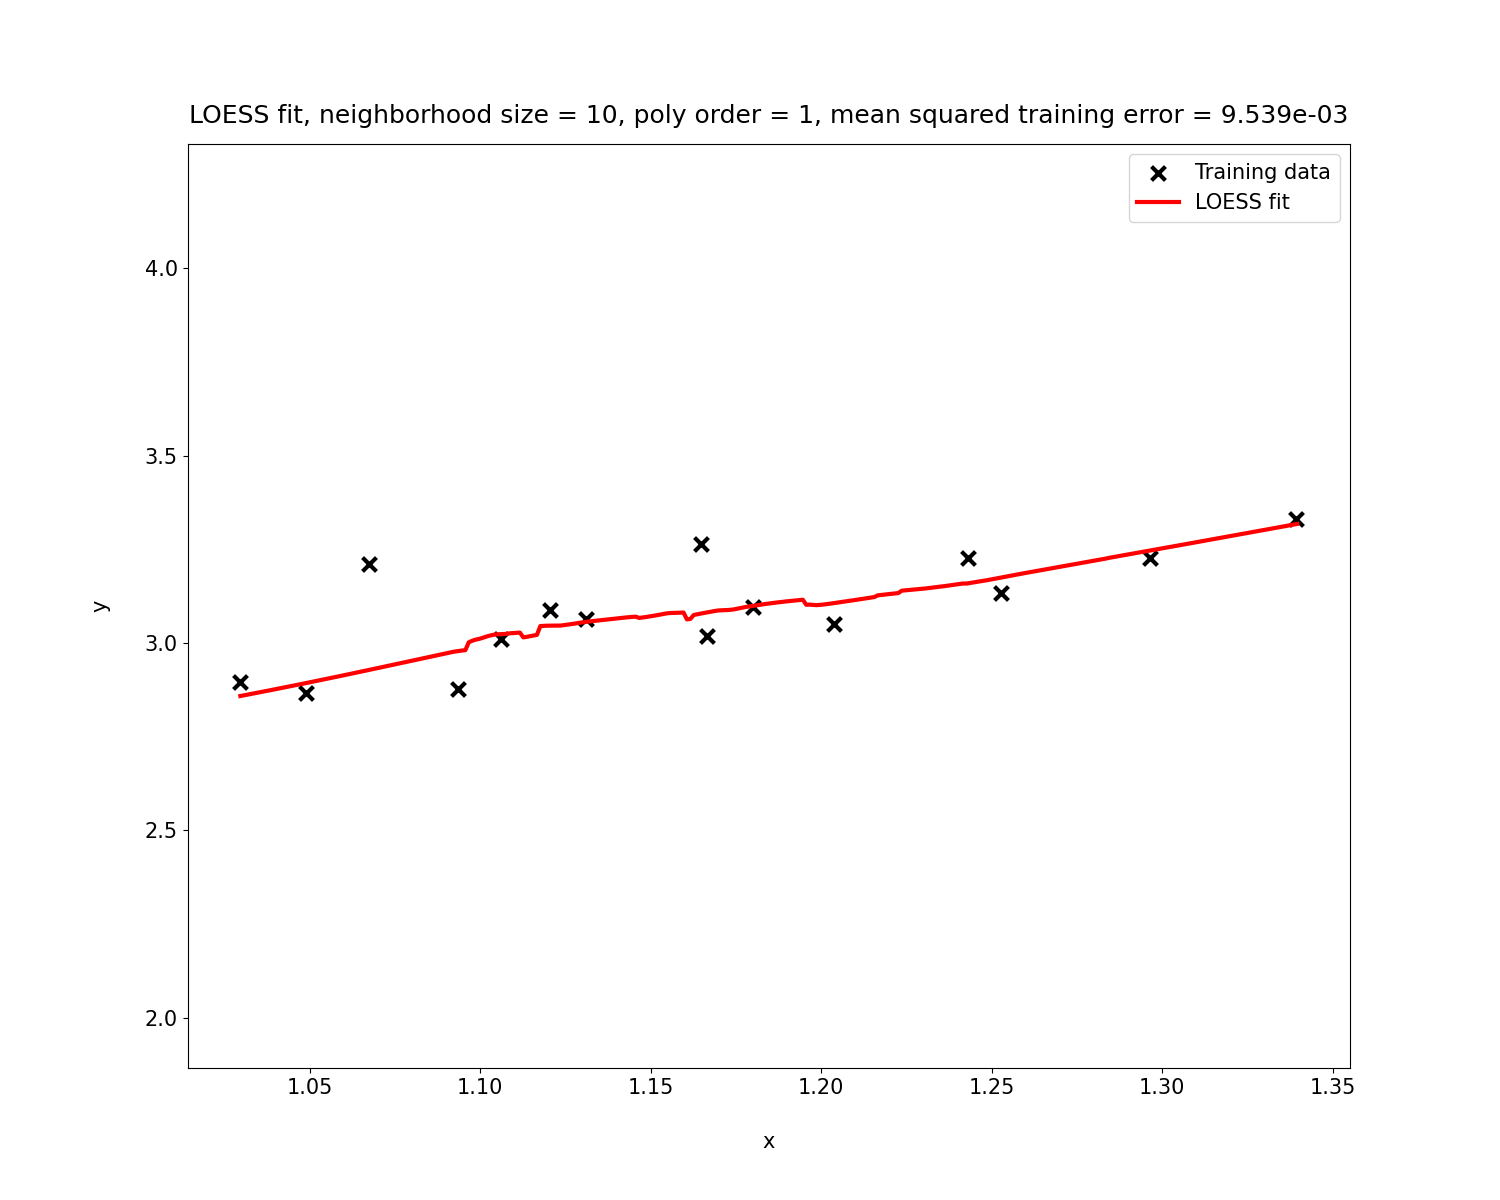 LOESS fit, neighborhood size = 10, poly order = 1, mean squared training error = 9.539e-03
Training data
LOESS fit
y
4.0
3.5
3.0
2.5
2.0
1.05 1.10 1.15 1.20 1.25 1.30 1.35
x